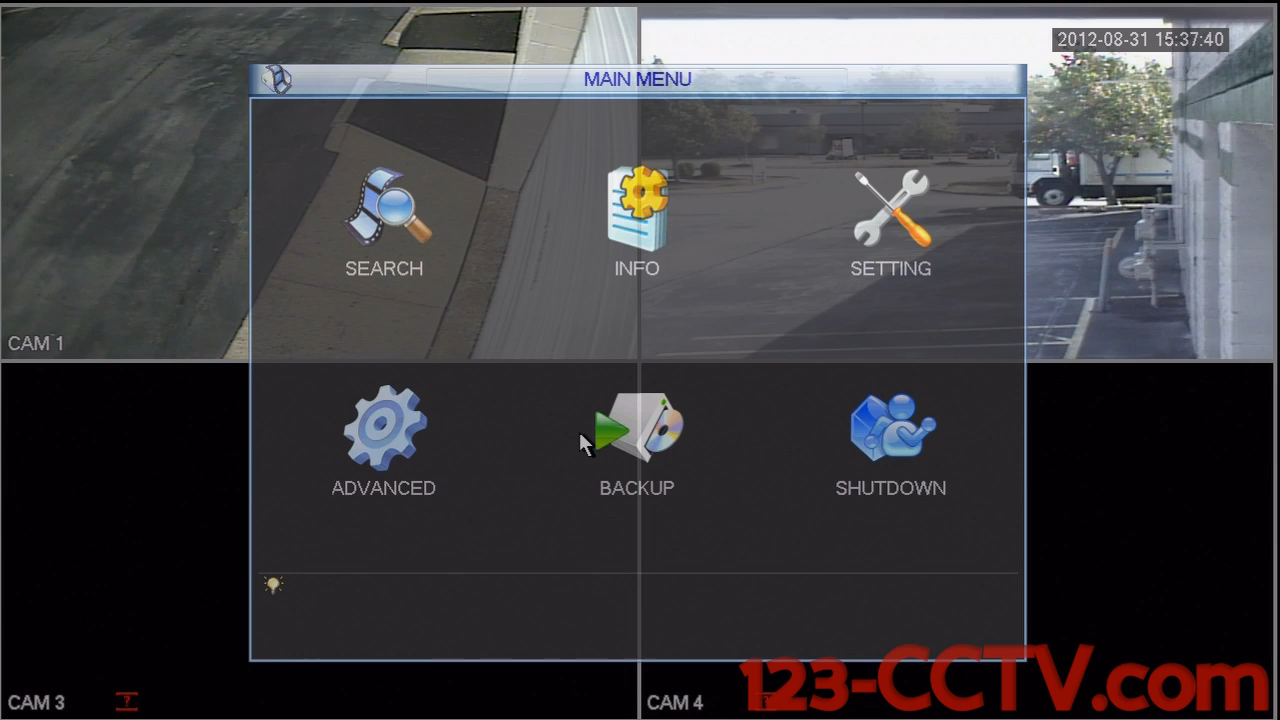 2012-08-31 15:37:40
MAIN MENU
SEARCH
INFO
SETTING
CAM 1
ADVANCED
BACKUP
SHUTDOWN
CAM 3
?
CAM 4
?
123-CCTV.com